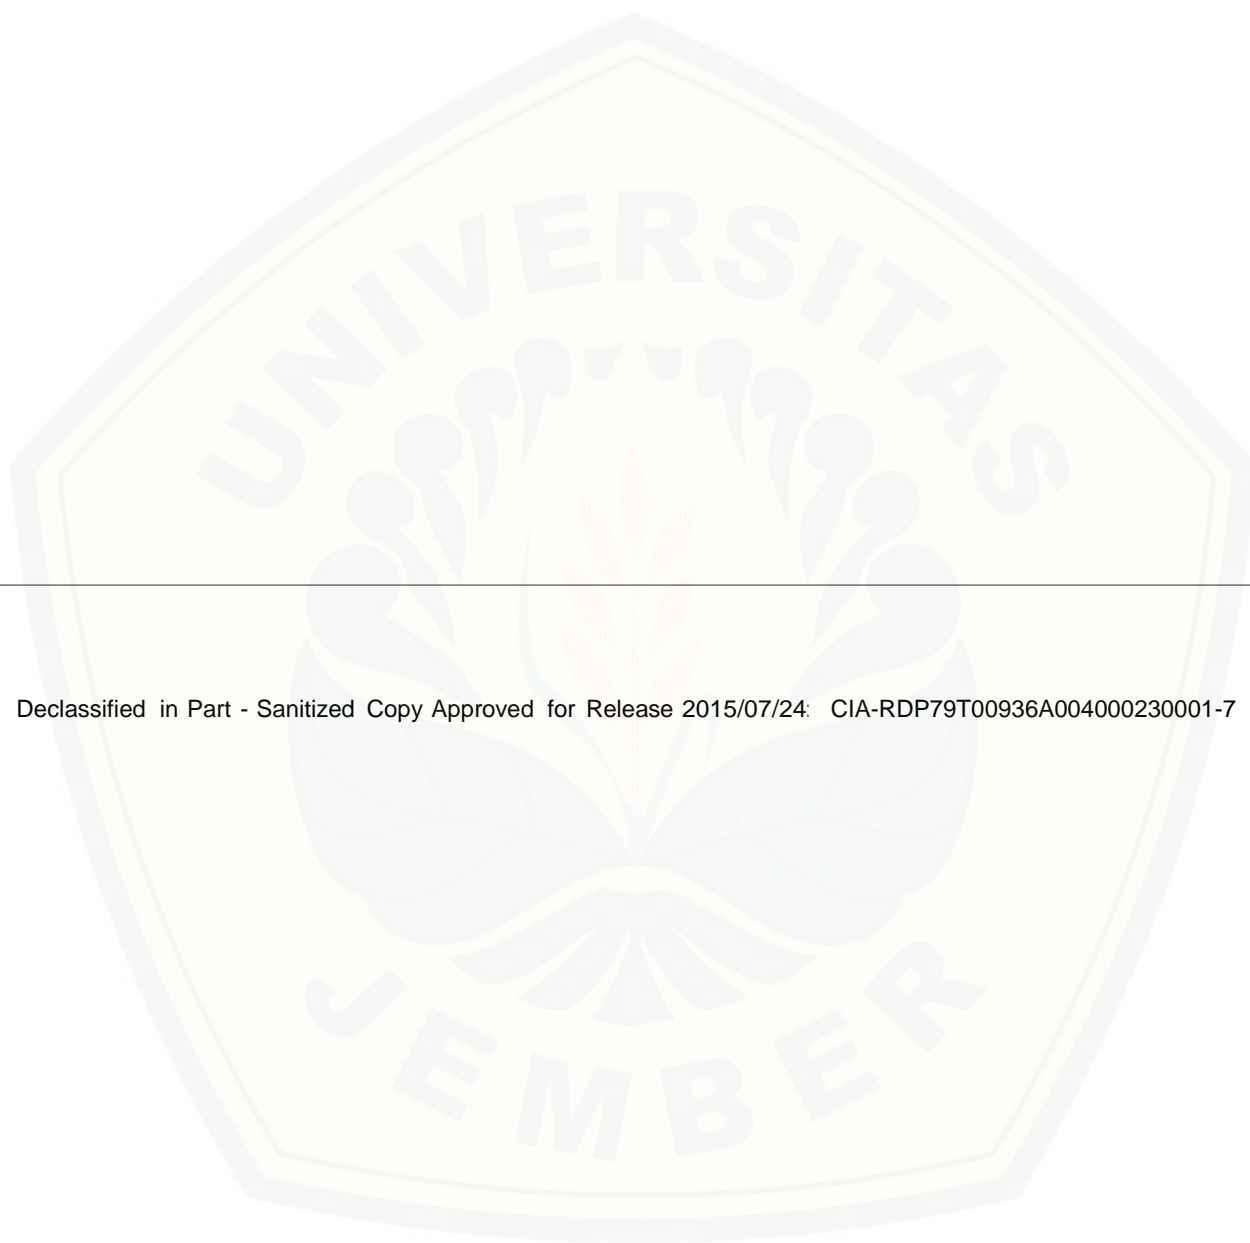 UNIVERSITAS
Declassified in Part - Sanitized Copy Approved for Release 2015/07/24: CIA-RDP79T00936A004000230001-7
JEMBER